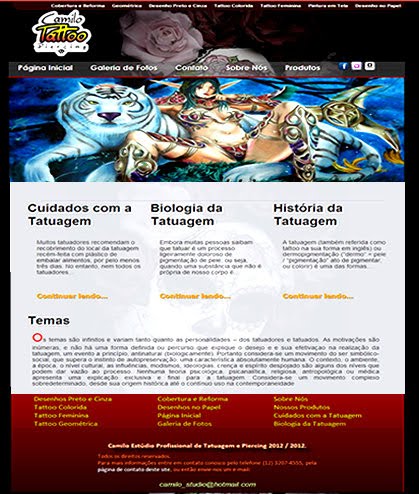 Cobertura e Reforma Geométrica Desenho Preto e Cinza Tattoo Colorida Tattoo Feminina Pintura em Tela Desenho no Papel
Camilo
Tattoo
Piercing
Página Inicial Galeria de Fotos Contato Sobre Nós Produtos
Cuidados com a
Tatuagem
Muitos tatuadores recomendam o
recobrimento do local da tatuagem
recém-feita com plástico de
embalar alimentos, por pelo menos
três dias. No entanto, nem todos os
tatuadores...
Continuar lendo...
Biologia da
Tatuagem
Embora muitas pessoas saibam
que tatuar é um processo
ligeiramente doloroso de
pigmentação de pele, ou seja,
quando uma substância que não é
própria de nosso corpo é...
Continuar lendo...
História da
Tatuagem
A tatuagem (também referida como
tattoo na sua forma em inglês) ou
dermopigmentação ("dermo" = pele
/ "pigmentação" ato de pigmentar,
ou colorir) é uma das formas...
Continuar lendo...
Temas
Os temas são infinitos e variam tanto quanto as personalidades – dos tatuadores e tatuados. As motivações são
inúmeras, e não há uma forma definida ou percurso que explique o desejo e a sua efetivação na realização da
tatuagem, um evento a princípio, antinatural (biologicamente). Portanto considera-se um movimento do ser simbólico-
social, que supera o instinto de autopreservação, uma característica absolutamente humana. O contexto, o ambiente,
a época, o nível cultural, as influências, modismos, ideologias, crença e espírito despojado são alguns dos níveis que
podem dar vazão ao processo. Nenhuma teoria psicológica, psicanalítica, religiosa, antropológica ou médica
apresenta uma explicação exclusiva e final para a Tatuagem. Considera-se um movimento complexo
sobredeterminado, desde sua origem histórica até o contínuo uso na contemporaneidade
Desenhos Preto e Cinza Cobertura e Reforma Sobre Nós
Tattoo Colorida Desenhos no Papel Nossos Produtos
Tattoo Feminina Página Inicial Cuidados com a Tatuagem
Tattoo Geométrica Galeria de Fotos Biologia da Tatuagem
Camilo Estúdio Profissional de Tatuagem e Piercing 2012 / 2012.
Todos os direitos reservados.
Para mais informações entre em contato conosco pelo telefone (12) 3207-4555, pela
página de contato deste site, ou então envie-nos um e-mail:
camilo_studio@hotmail.com